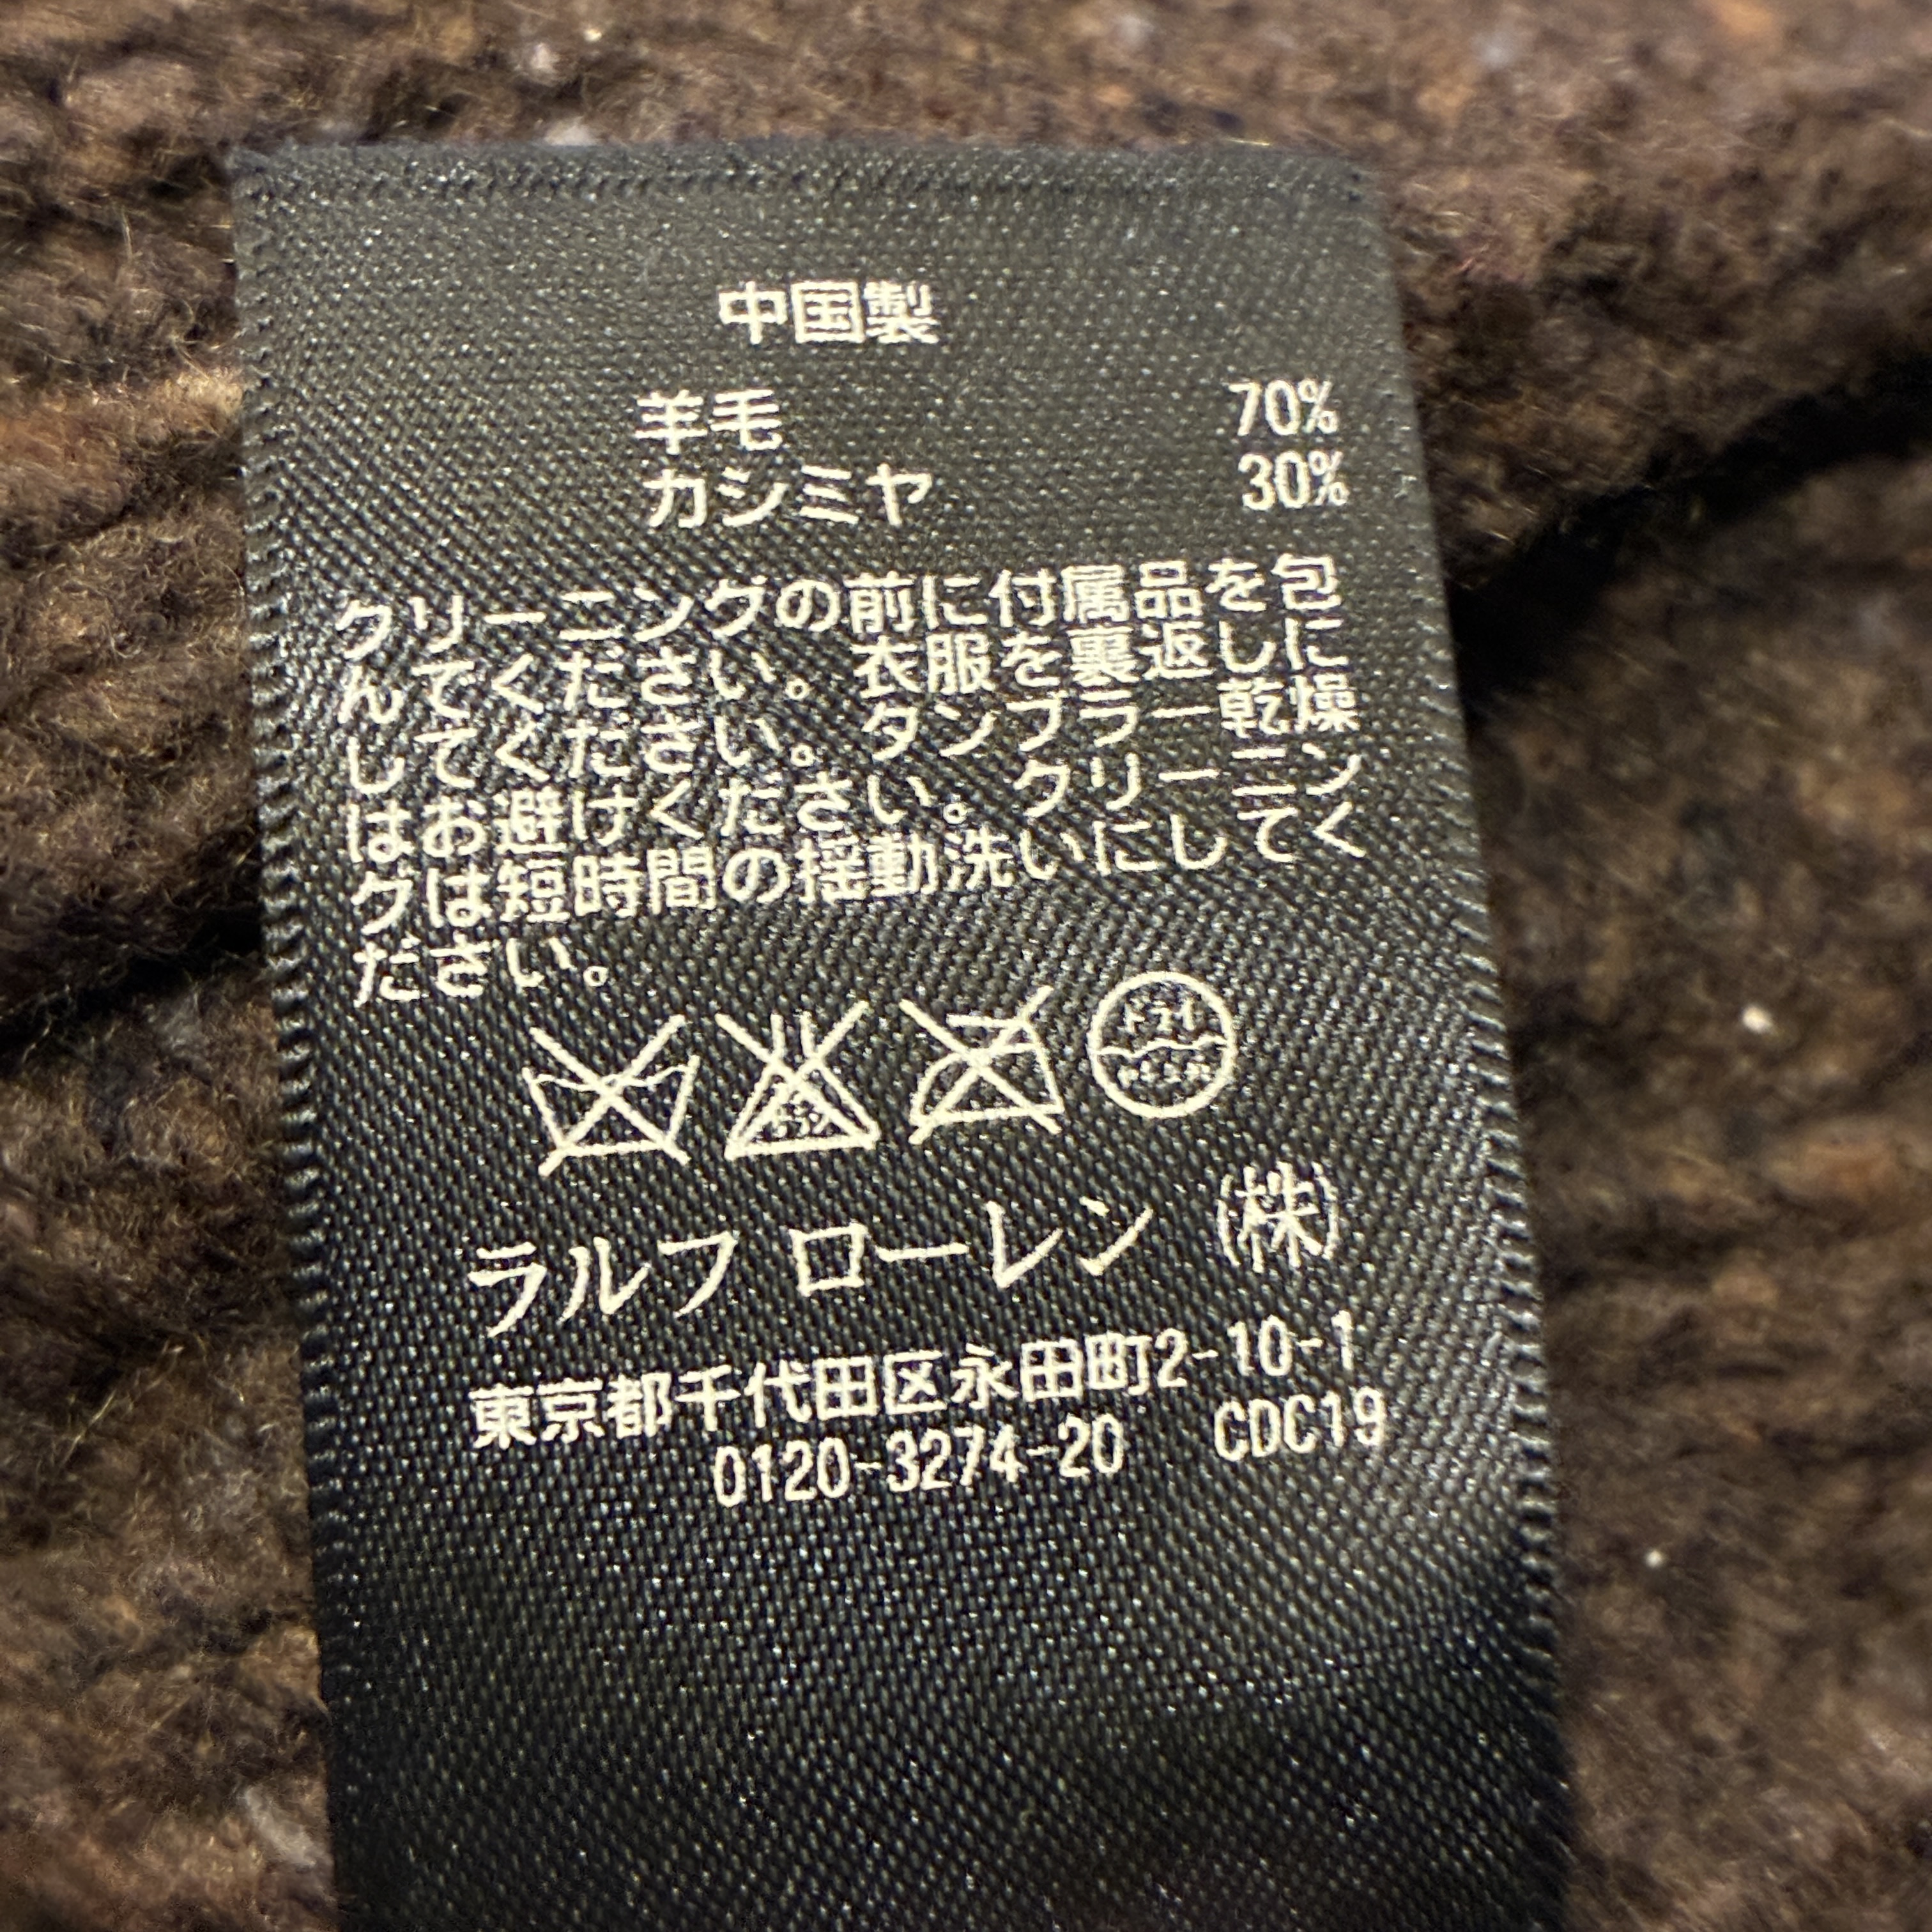 中国製
羊毛 70%
カシミヤ 30%
クリーニングの前に付属品を包
んでください。衣服を裏返しに
してください。タンブラー乾燥
はお避けください。クリーニン
グは短時間の揺動洗いにしてく
ださい。
ドライ
ラルフ ローレン (株)
東京都千代田区永田町2-10-1
0120-3274-20 CDC19